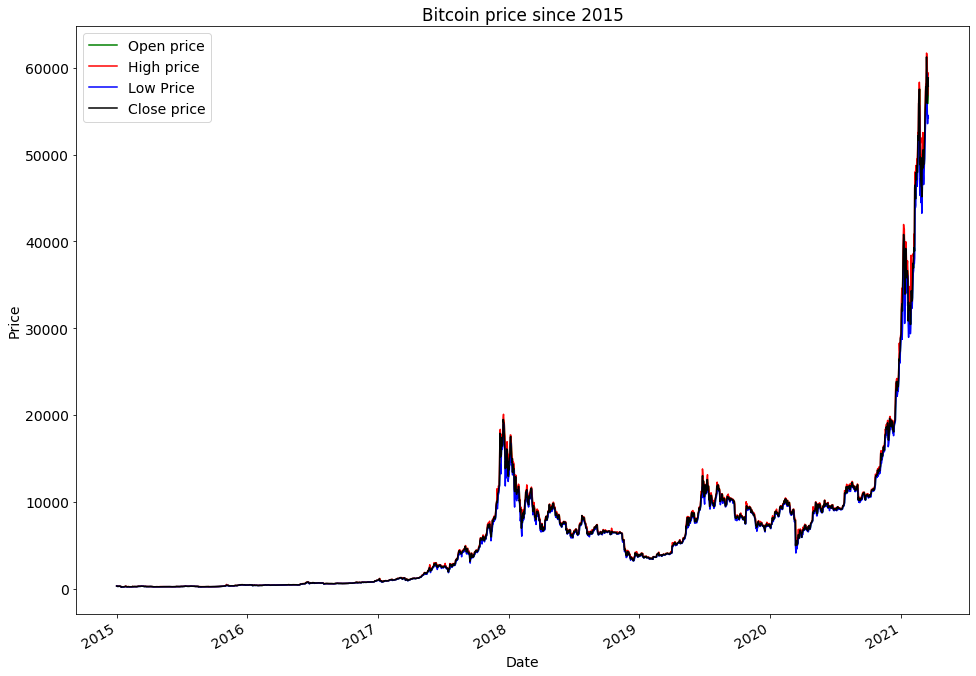 Bitcoin price since 2015
Open price
High price
Low Price
Close price
60000
50000
40000
30000
20000
10000
0
Price
2015
2016
2017
2018
2019
2020
2021
Date